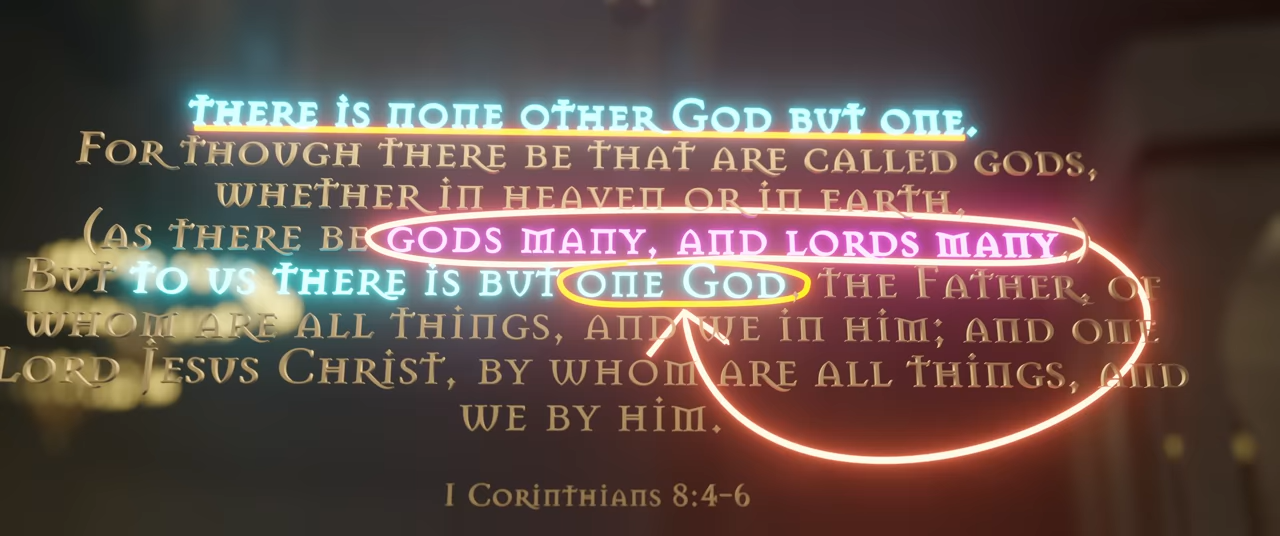 There is none other God but one.
For though there be that are called gods,
whether in heaven or in earth,
(as there be gods many, and lords many,)
But to us there is but one God, the Father, of
whom are all things, and we in him; and one
Lord Jesus Christ, by whom are all things, and
we by him.
I Corinthians 8:4-6